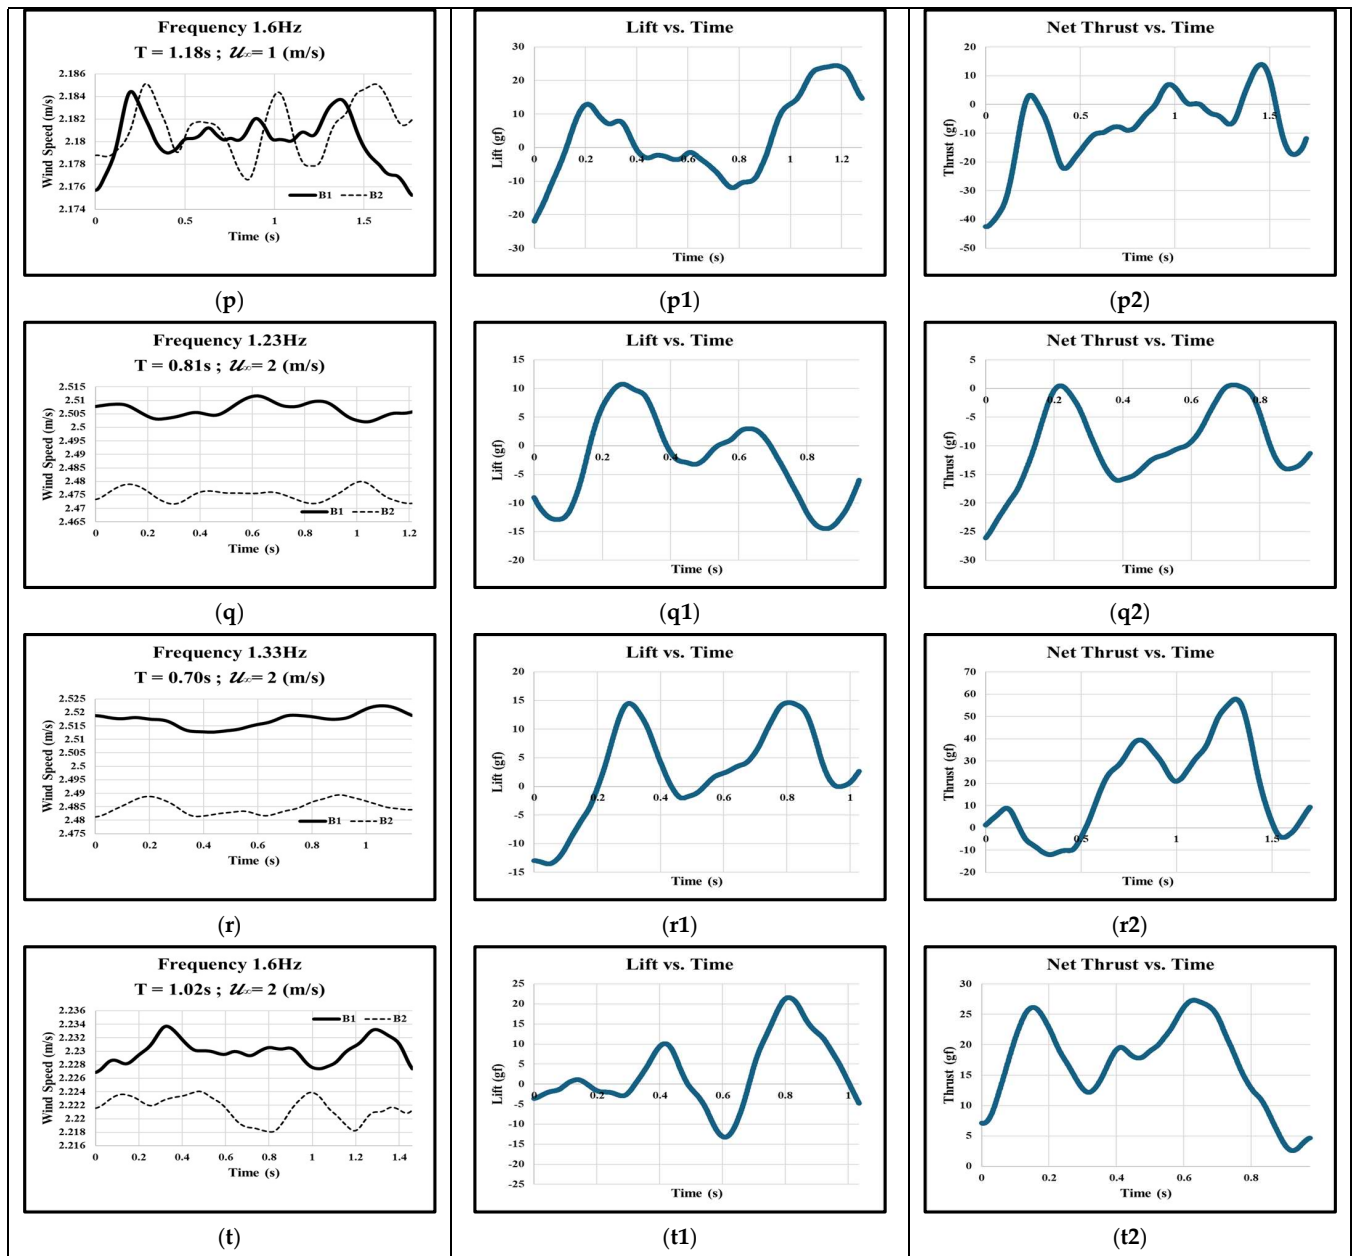 Frequency 1.6Hz
T = 1.18s ; 𝒰∞= 1 (m/s)
Wind Speed (m/s)
2.186
2.184
2.182
2.18
2.178
2.176
2.174
0 0.5 1 1.5
B1 B2
Time (s)
(p)
Lift vs. Time
Lift (gf)
30
20
10
0
-10
-20
-30
0 0.2 0.4 0.6 0.8 1 1.2
Time (s)
(p1)
Net Thrust vs. Time
Thrust (gf)
20
10
0
-10
-20
-30
-40
-50
0 0.5 1 1.5
Time (s)
(p2)
Frequency 1.23Hz
T = 0.81s ; 𝒰∞= 2 (m/s)
Wind Speed (m/s)
2.515
2.51
2.505
2.5
2.495
2.49
2.485
2.48
2.475
2.47
2.465
B1 B2
0 0.2 0.4 0.6 0.8 1 1.2
Time (s)
(q)
Lift vs. Time
Lift (gf)
15
10
5
0
-5
-10
-15
-20
0 0.2 0.4 0.6 0.8
Time (s)
(q1)
Net Thrust vs. Time
Thrust (gf)
5
0
-5
-10
-15
-20
-25
-30
0 0.2 0.4 0.6 0.8
Time (s)
(q2)
Frequency 1.33Hz
T = 0.70s ; 𝒰∞= 2 (m/s)
Wind Speed (m/s)
2.525
2.52
2.515
2.51
2.505
2.5
2.495
2.49
2.485
2.48
2.475
B1 B2
0 0.2 0.4 0.6 0.8 1
Time (s)
(r)
Lift vs. Time
Lift (gf)
20
15
10
5
0
-5
-10
-15
0 0.2 0.4 0.6 0.8 1
Time (s)
(r1)
Net Thrust vs. Time
Thrust (gf)
70
60
50
40
30
20
10
0
-10
-20
0 0.5 1 1.5
Time (s)
(r2)
Frequency 1.6Hz
T = 1.02s ; 𝒰∞= 2 (m/s)
B1 B2
Wind Speed (m/s)
2.236
2.234
2.232
2.23
2.228
2.226
2.224
2.222
2.22
2.218
2.216
0 0.2 0.4 0.6 0.8 1 1.2 1.4
Time (s)
(t)
Lift vs. Time
Lift (gf)
25
20
15
10
5
0
-5
-10
-15
-20
-25
0 0.2 0.4 0.6 0.8 1
Time (s)
(t1)
Net Thrust vs. Time
Thrust (gf)
30
25
20
15
10
5
0
0 0.2 0.4 0.6 0.8
Time (s)
(t2)